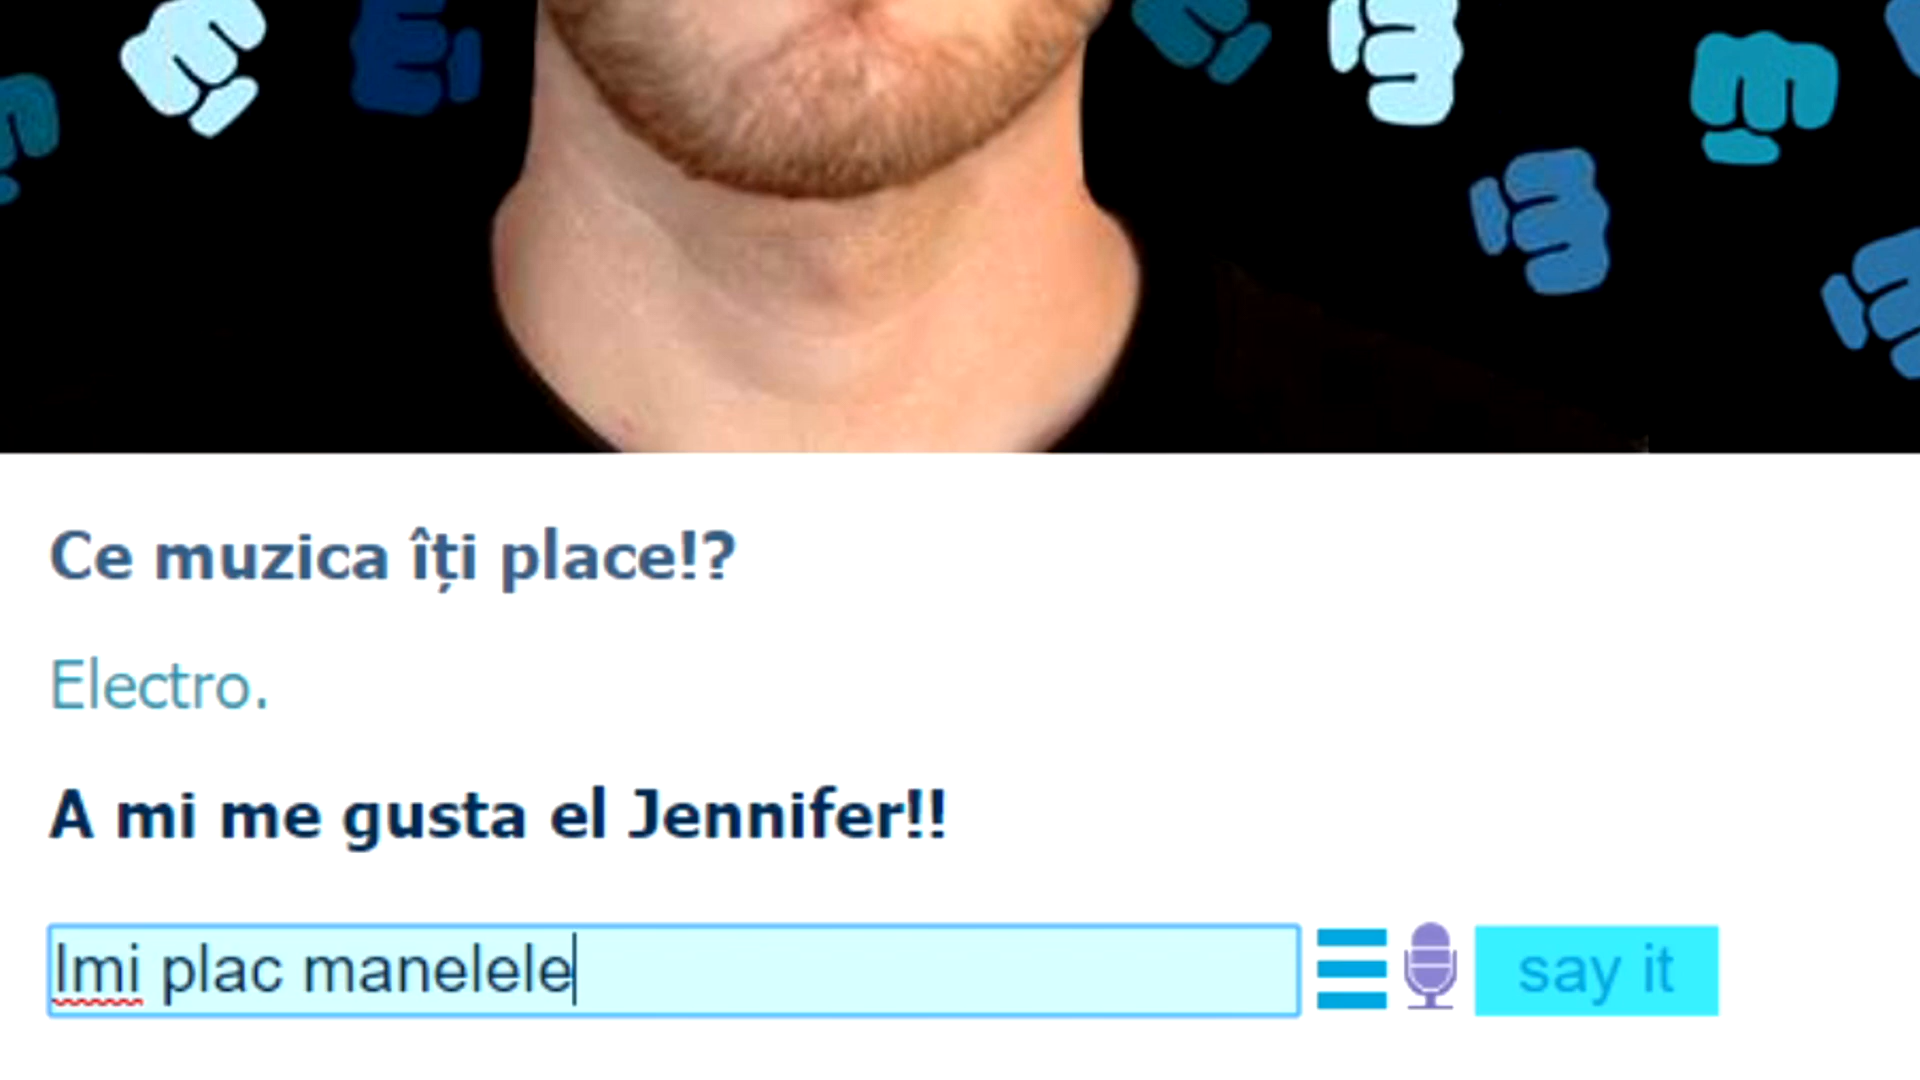 Ce muzica îți place!?
Electro.
A mi me gusta el Jennifer!!
Imi plac manelele
say it